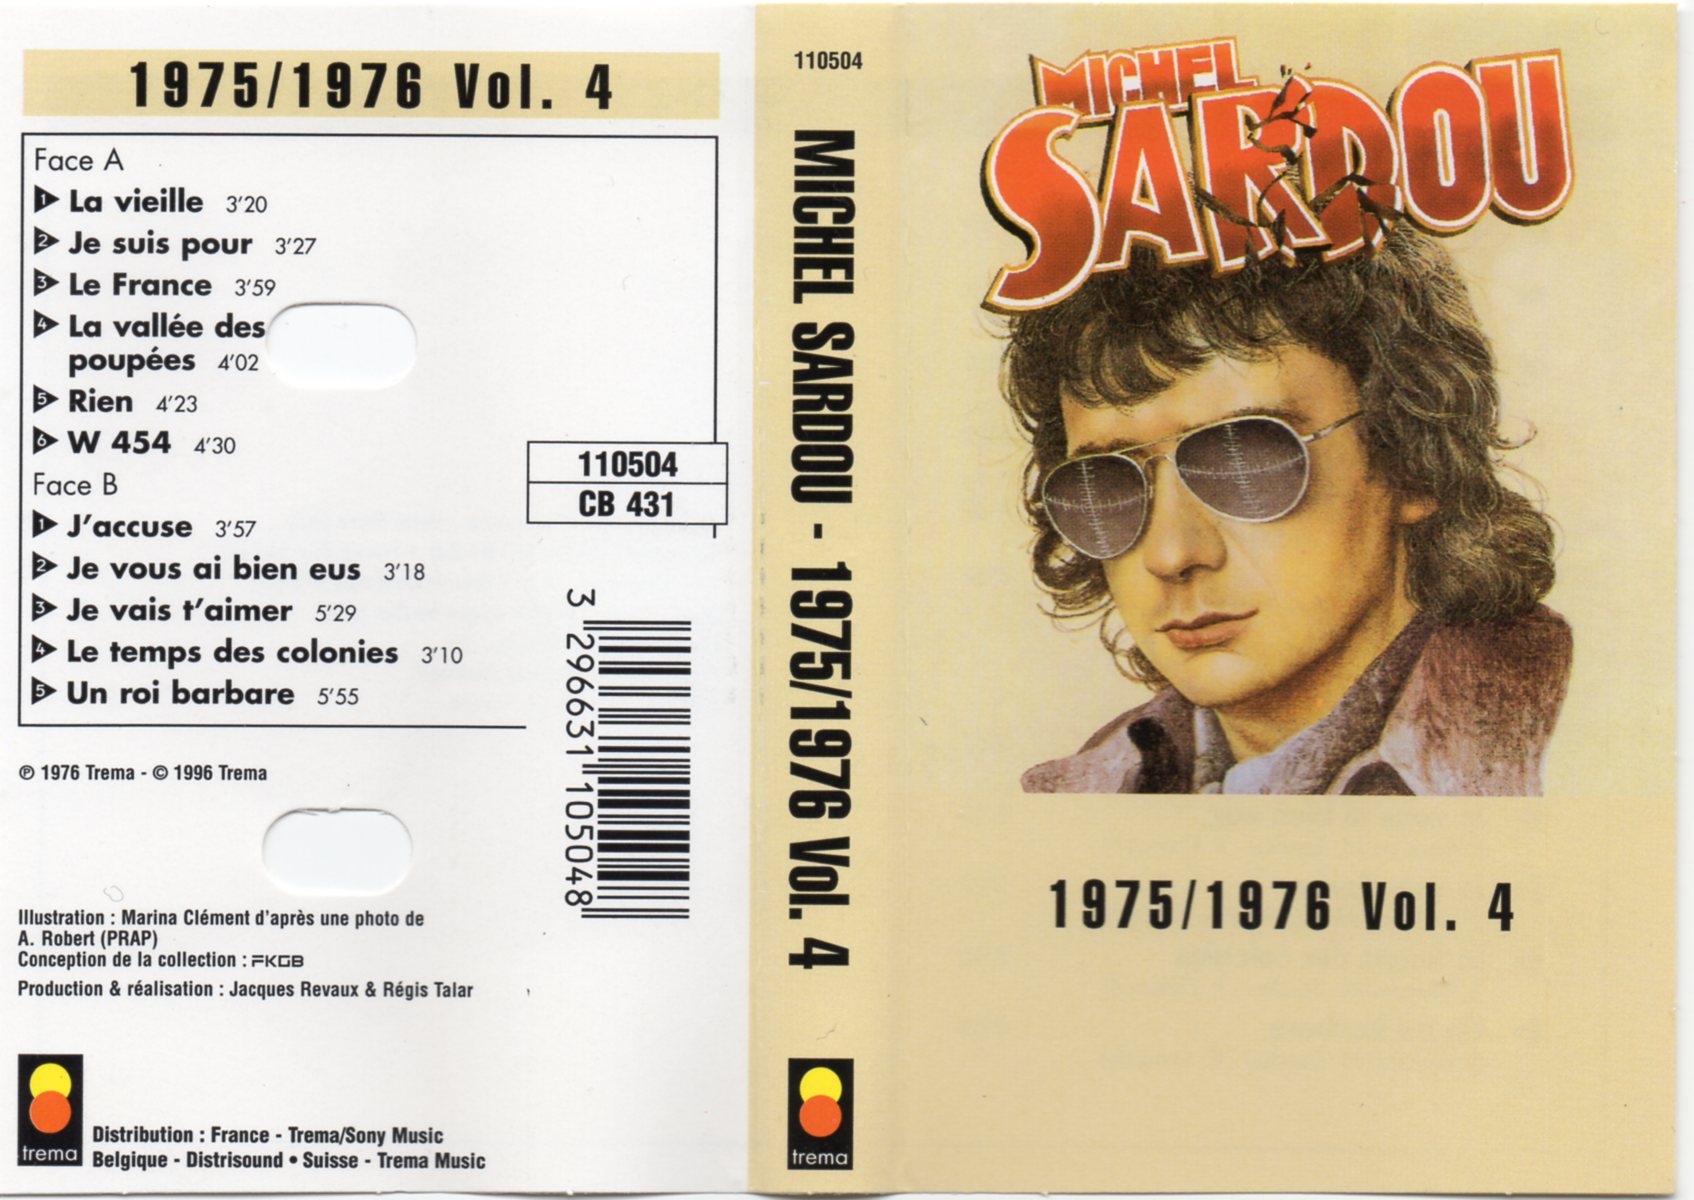 1975/1976 Vol. 4
Face A
1 La vieille 3'20
2 Je suis pour 3'27
3 Le France 3'59
4 La vallée des
poupées 4'02
5 Rien 4'23
6 W 454 4'30
Face B
1 J'accuse 3'57
2 Je vous ai bien eus 3'18
3 Je vais t'aimer 5'29
4 Le temps des colonies 3'10
5 Un roi barbare 5'55
110504
CB 431
3 296631 105048
℗ 1976 Trema - © 1996 Trema
Illustration : Marina Clément d'après une photo de
A. Robert (PRAP)
Conception de la collection : FKGB
Production & réalisation : Jacques Revaux & Régis Talar
trema
Distribution : France - Trema/Sony Music
Belgique - Distrisound • Suisse - Trema Music
110504
MICHEL SARDOU - 1975/1976 Vol. 4
trema
MICHEL
SARDOU
1975/1976 Vol. 4